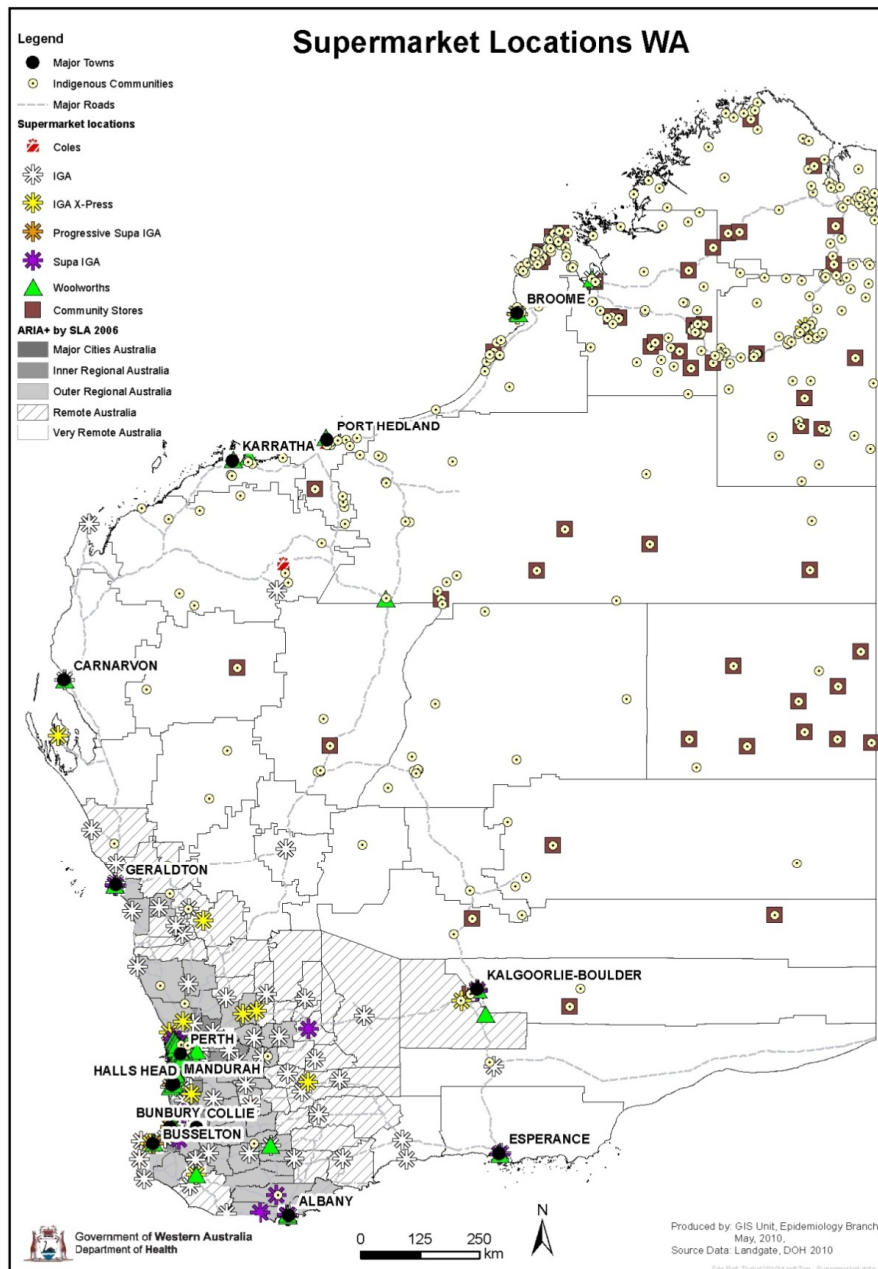 Supermarket Locations WA
Legend
Major Towns
Indigenous Communities
Major Roads
Supermarket locations
Coles
IGA
IGA X-Press
Progressive Supa IGA
Supa IGA
Woolworths
Community Stores
ARIA+ by SLA 2006
Major Cities Australia
Inner Regional Australia
Outer Regional Australia
Remote Australia
Very Remote Australia
BROOME
PORT HEDLAND
KARRATHA
CARNARVON
GERALDTON
KALGOORLIE-BOULDER
PERTH
HALLS HEAD MANDURAH
BUNBURY COLLIE
BUSSELTON
ESPERANCE
ALBANY
Government of Western Australia
Department of Health
0 125 250
km
N
Produced by: GIS Unit, Epidemiology Branch
May, 2010,
Source Data: Landgate, DOH 2010